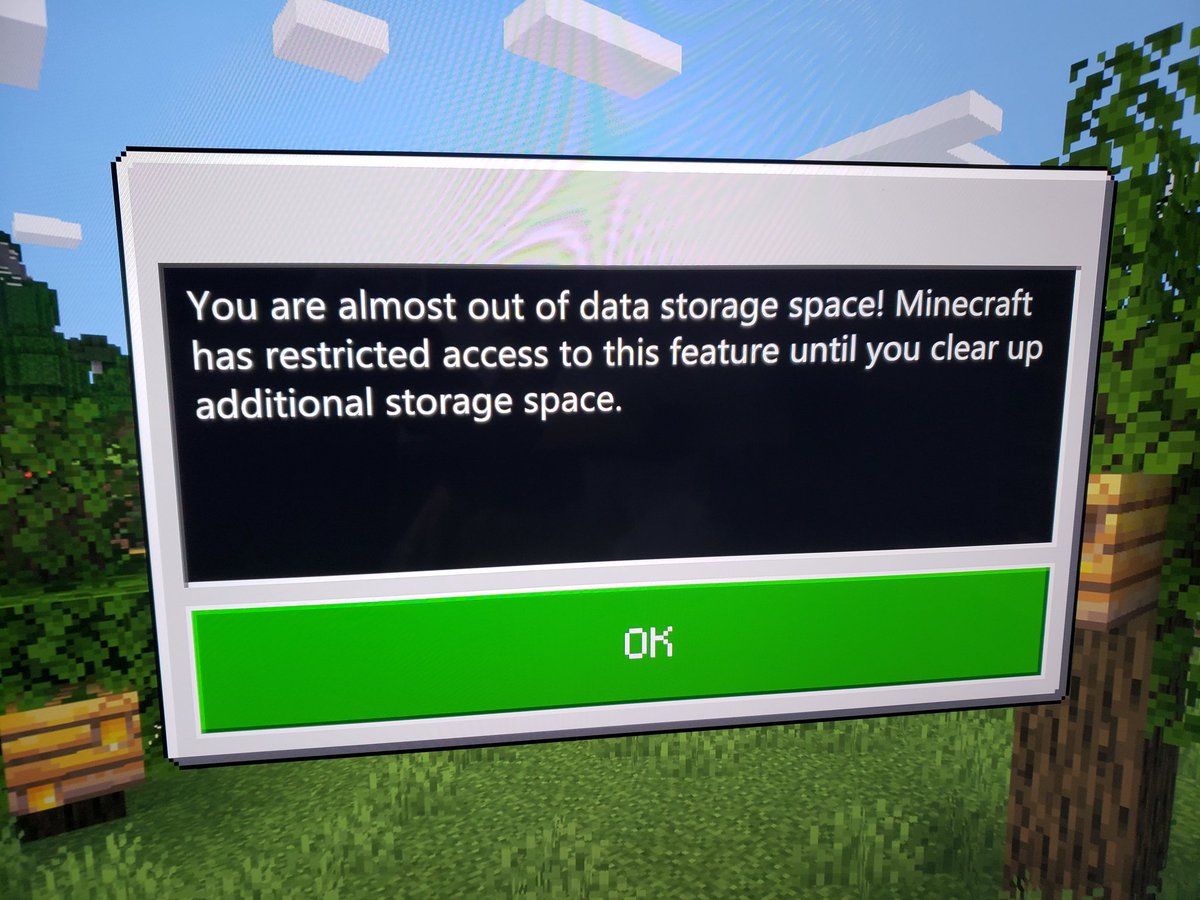 You are almost out of data storage space! Minecraft
has restricted access to this feature until you clear up
additional storage space.
OK